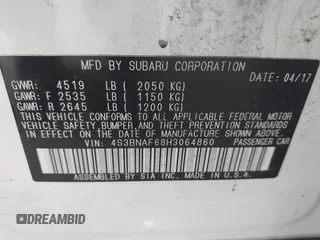 MFD BY SUBARU CORPORATION
GVWR: 4519 LB ( 2050 KG) DATE: 04/17
GAWR: F 2535 LB ( 1150 KG)
GAWR: R 2645 LB ( 1200 KG)
THIS VEHICLE CONFORMS TO ALL APPLICABLE FEDERAL MOTOR
VEHICLE SAFETY, BUMPER, AND THEFT PREVENTION STANDARDS
IN EFFECT ON THE DATE OF MANUFACTURE SHOWN ABOVE.
VIN: 4S3BNAF68H3064860 PASSENGER CAR
ASSEMBLED BY SIA INC. MADE IN U.S.A.
DIAMBID